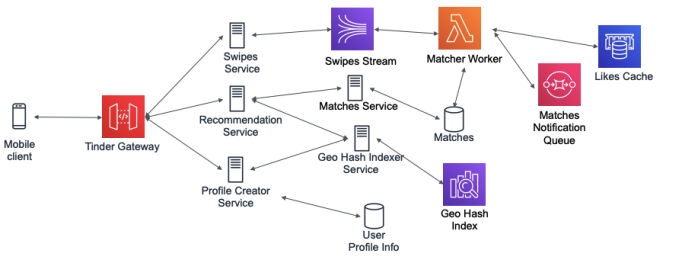 Swipes
Service
Swipes Stream
Matcher Worker
Likes Cache
Mobile
client
Tinder Gateway
Recommendation
Service
Matches Service
Matches
Matches
Notification
Queue
Geo Hash Indexer
Service
Profile Creator
Service
Geo Hash
Index
User
Profile Info